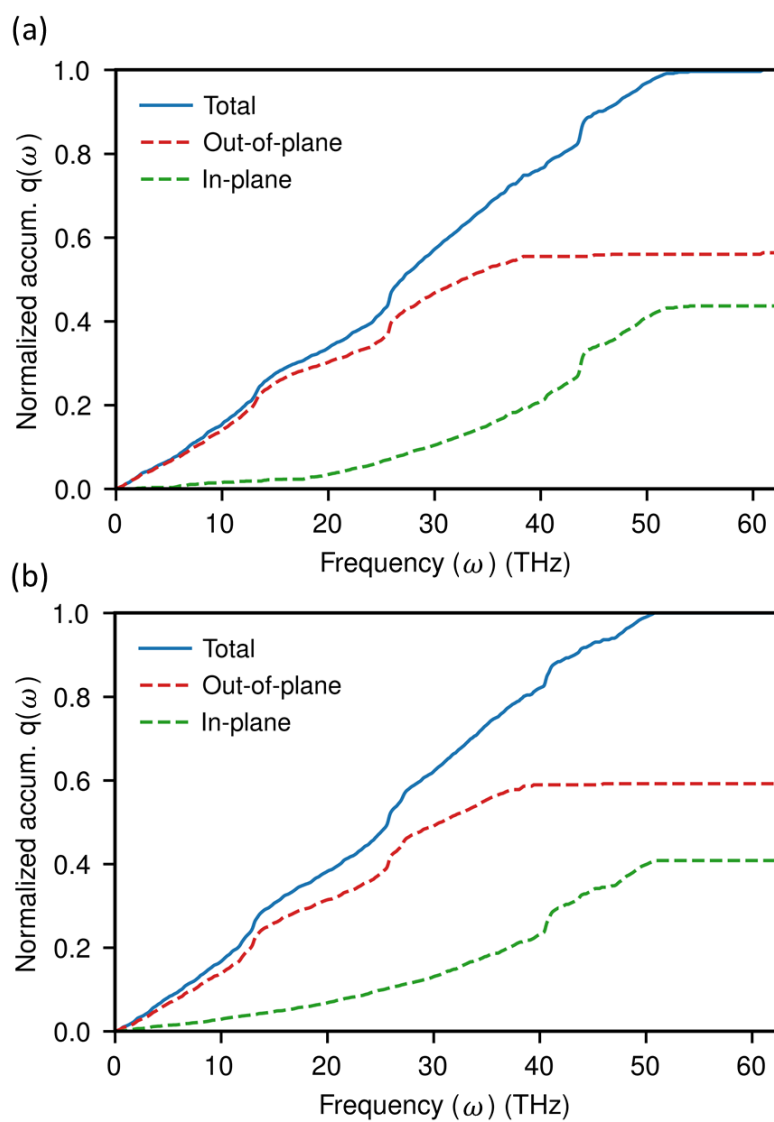 (a)
1.0
0.8
0.6
0.4
0.2
0.0
Normalized accum. q(ω)
Total
Out-of-plane
In-plane
0 10 20 30 40 50 60
Frequency (ω) (THz)
(b)
1.0
0.8
0.6
0.4
0.2
0.0
Normalized accum. q(ω)
Total
Out-of-plane
In-plane
0 10 20 30 40 50 60
Frequency (ω) (THz)